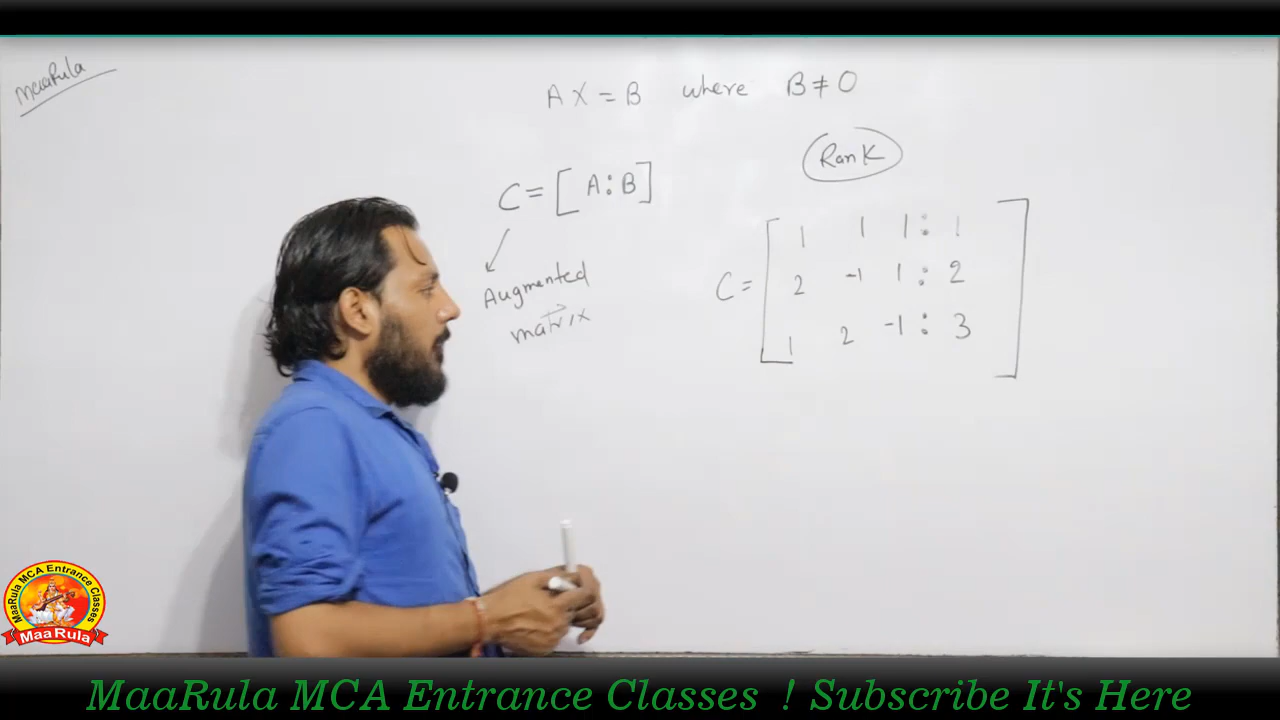 MaaRula
AX = B where B ≠ 0
Rank
C = [A:B]
Augmented
matrix
C = [
1 1 1 : 1
2 -1 1 : 2
1 2 -1 : 3
]
MaaRula MCA Entrance Classes
MaaRula
MaaRula MCA Entrance Classes ! Subscribe It's Here